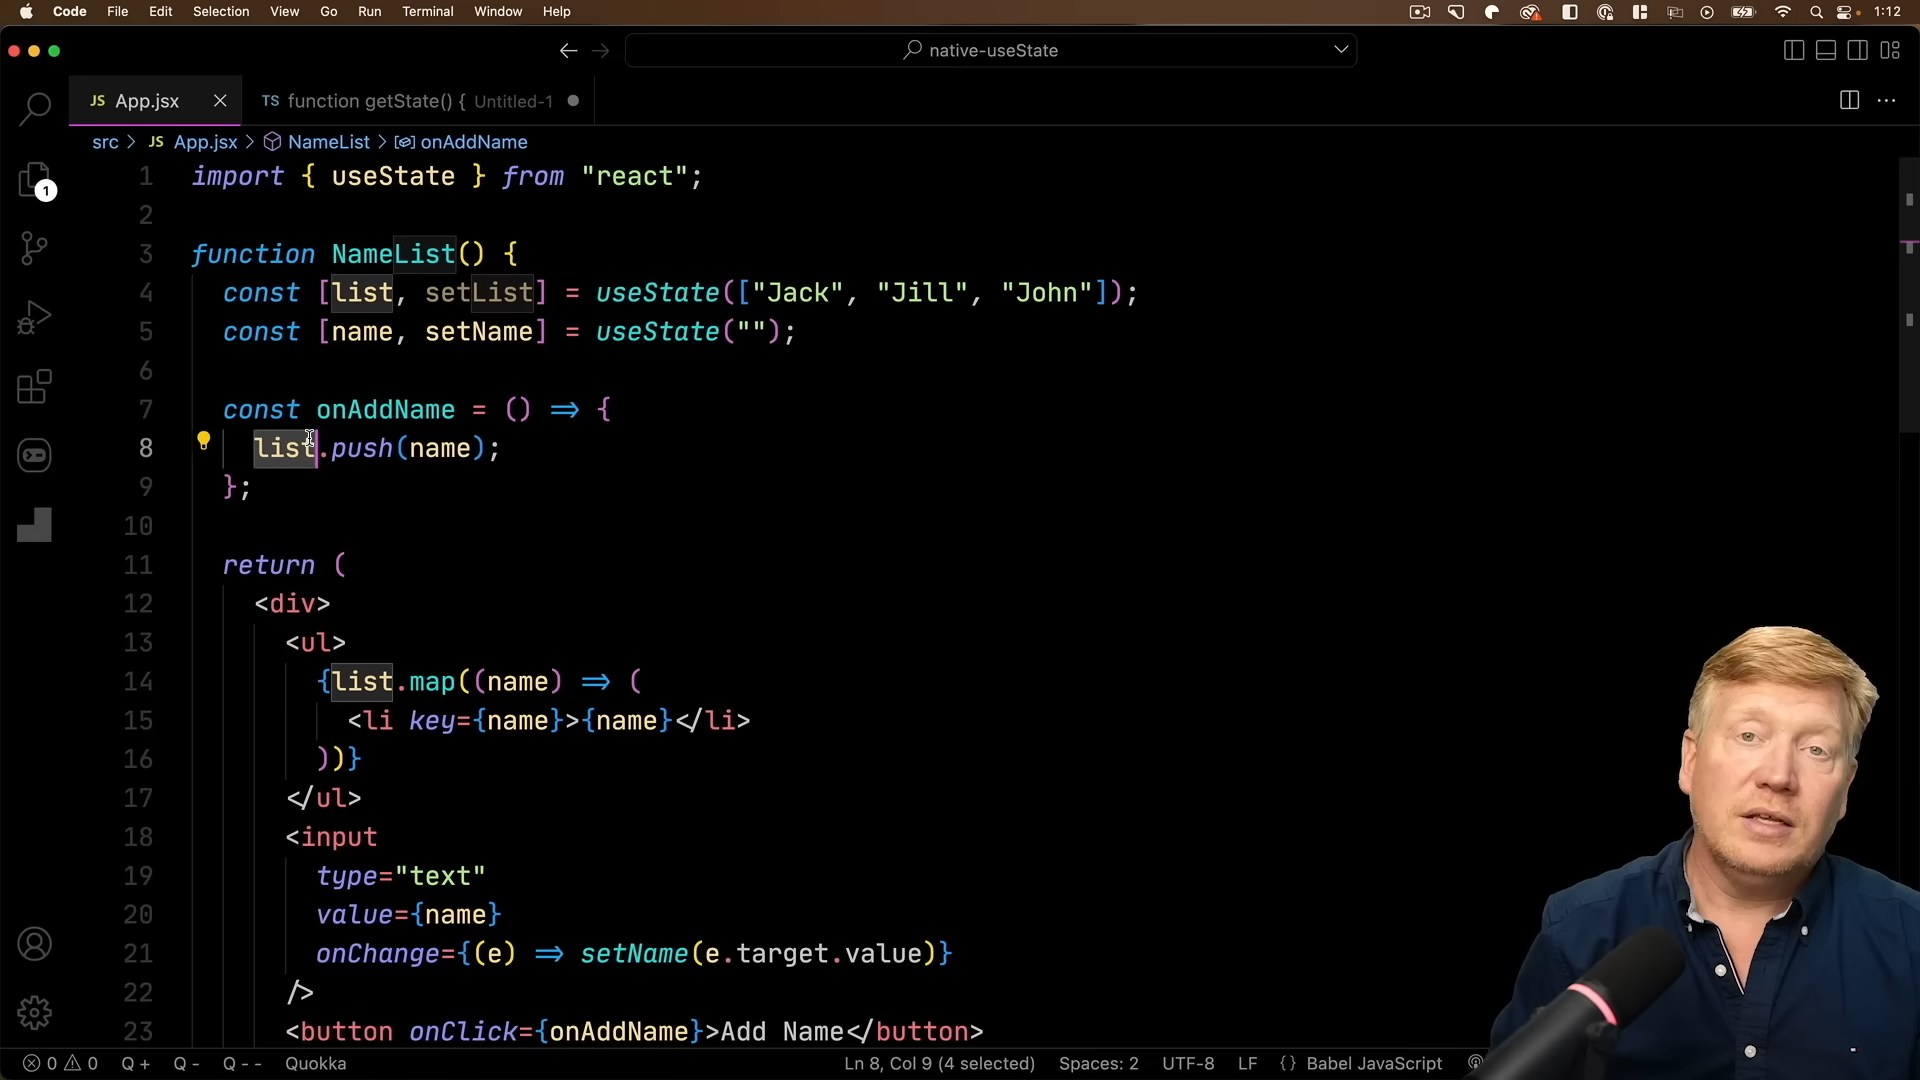 Code File Edit Selection View Go Run Terminal Window Help 1:12
native-useState
JS App.jsx TS function getState() { Untitled-1
src > JS App.jsx > NameList > onAddName
1 import { useState } from "react";
1
2
3 function NameList() {
4 const [list, setList] = useState(["Jack", "Jill", "John"]);
5 const [name, setName] = useState("");
6
7 const onAddName = () => {
8 list.push(name);
9 };
10
11 return (
12 <div>
13 <ul>
14 {list.map((name) => (
15 <li key={name}>{name}</li>
16 ))}
17 </ul>
18 <input
19 type="text"
20 value={name}
21 onChange={(e) => setName(e.target.value)}
22 />
23 <button onClick={onAddName}>Add Name</button>
0 0 Q + Q - Q -- Quokka Ln 8, Col 9 (4 selected) Spaces: 2 UTF-8 LF {} Babel JavaScript